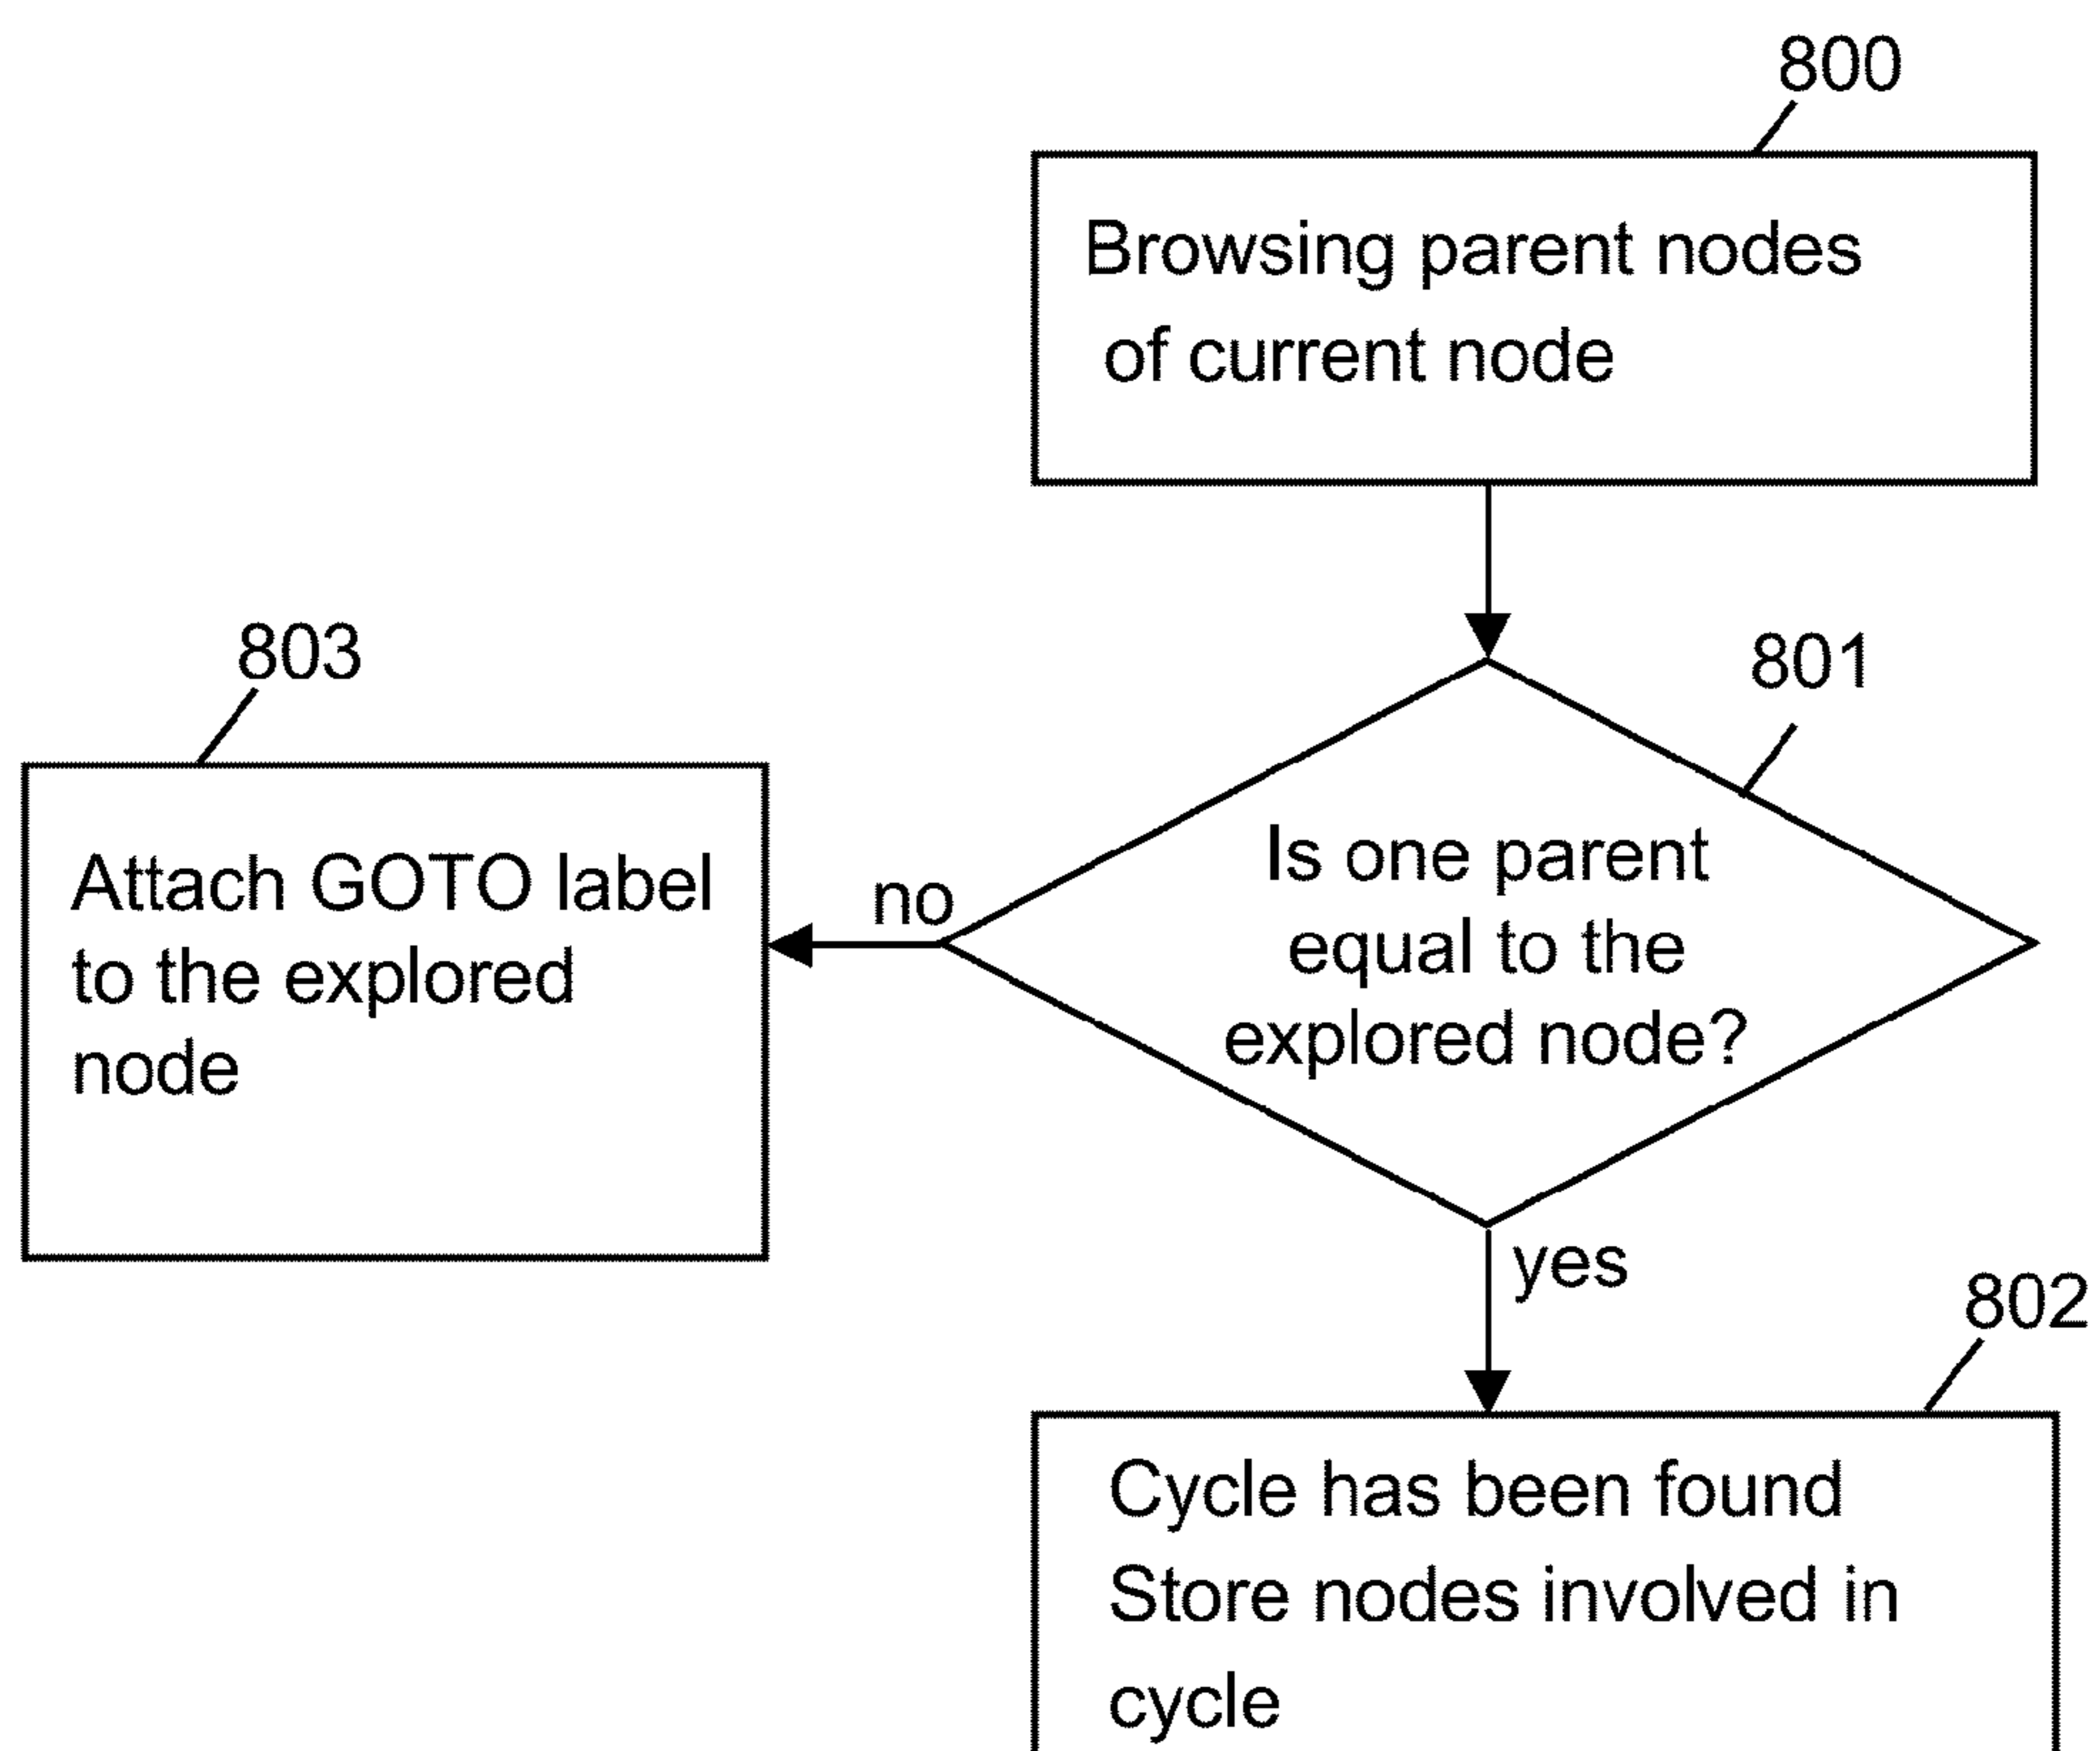 800
Browsing parent nodes
of current node
803
801
Attach GOTO label
to the explored
node
no
Is one parent
equal to the
explored node?
yes
802
Cycle has been found
Store nodes involved in
cycle